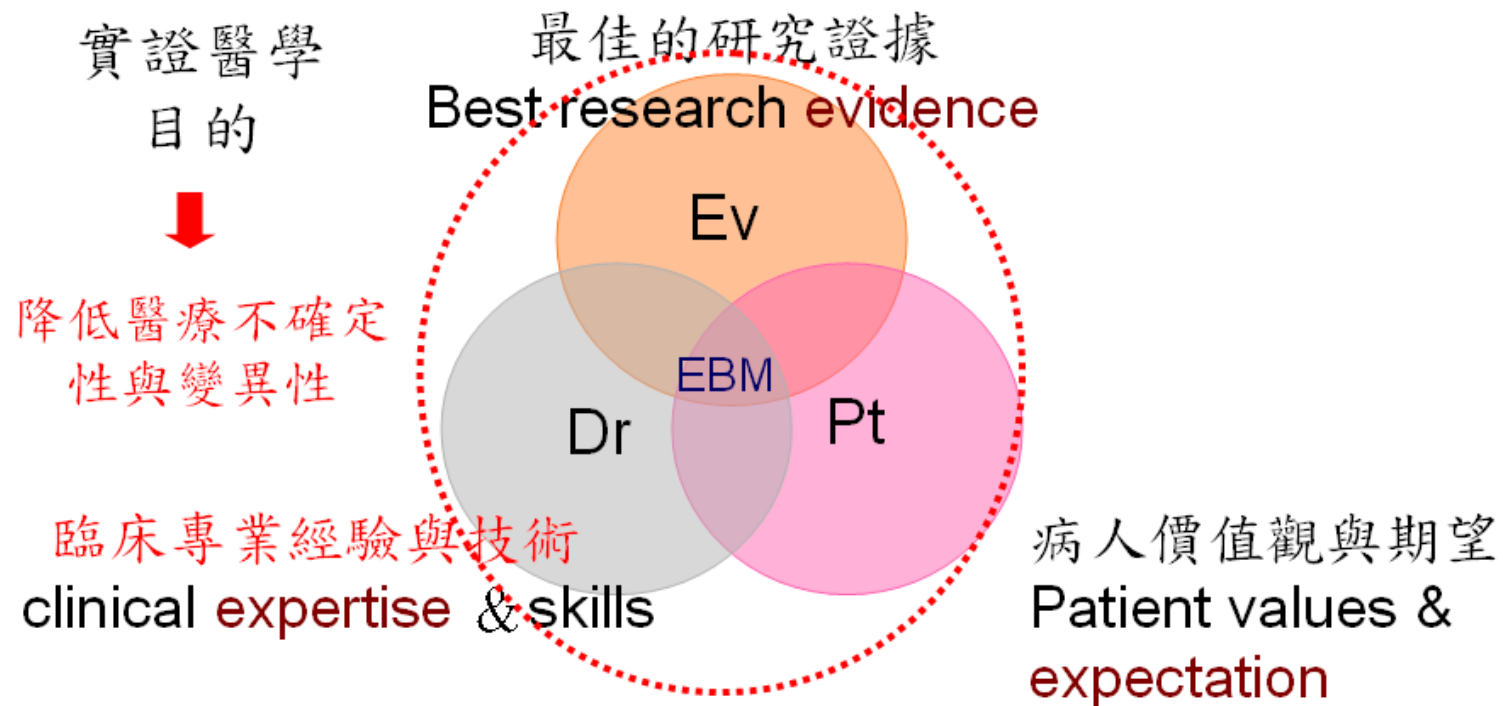 實證醫學
目的
降低醫療不確定
性與變異性
最佳的研究證據
Best research evidence
Ev
EBM
Dr
Pt
臨床專業經驗與技術
clinical expertise & skills
病人價值觀與期望
Patient values &
expectation